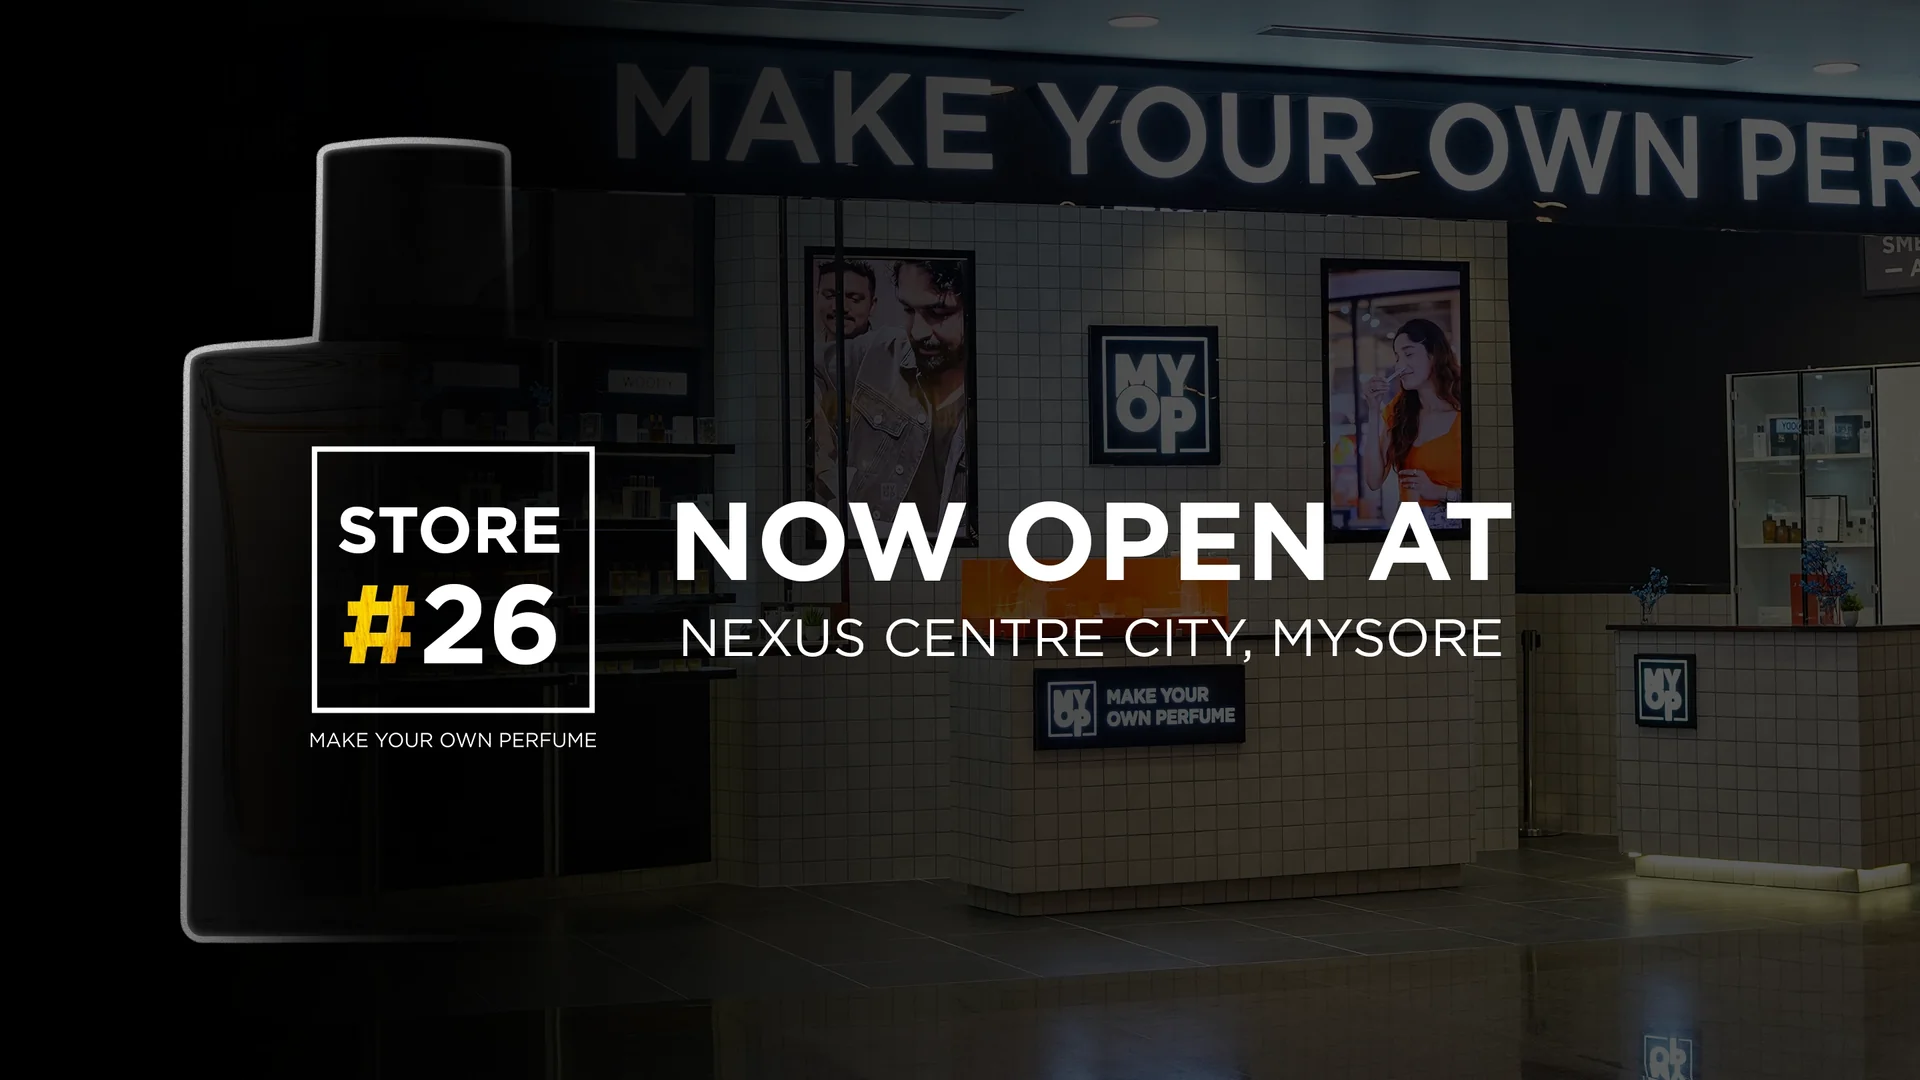 MAKE YOUR OWN PER
SME
— A
MY
OP
STORE
#26
MAKE YOUR OWN PERFUME
NOW OPEN AT
NEXUS CENTRE CITY, MYSORE
MY
OP
MAKE YOUR
OWN PERFUME
MY
OP